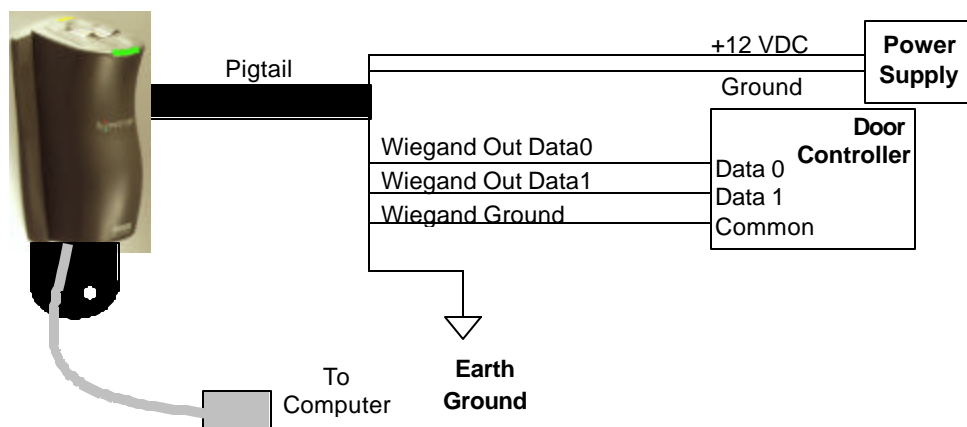 +12 VDC
Power
Supply
Pigtail
Ground
Wiegand Out Data0
Door
Controller
Data 0
Wiegand Out Data1
Data 1
Wiegand Ground
Common
Earth
Ground
To
Computer